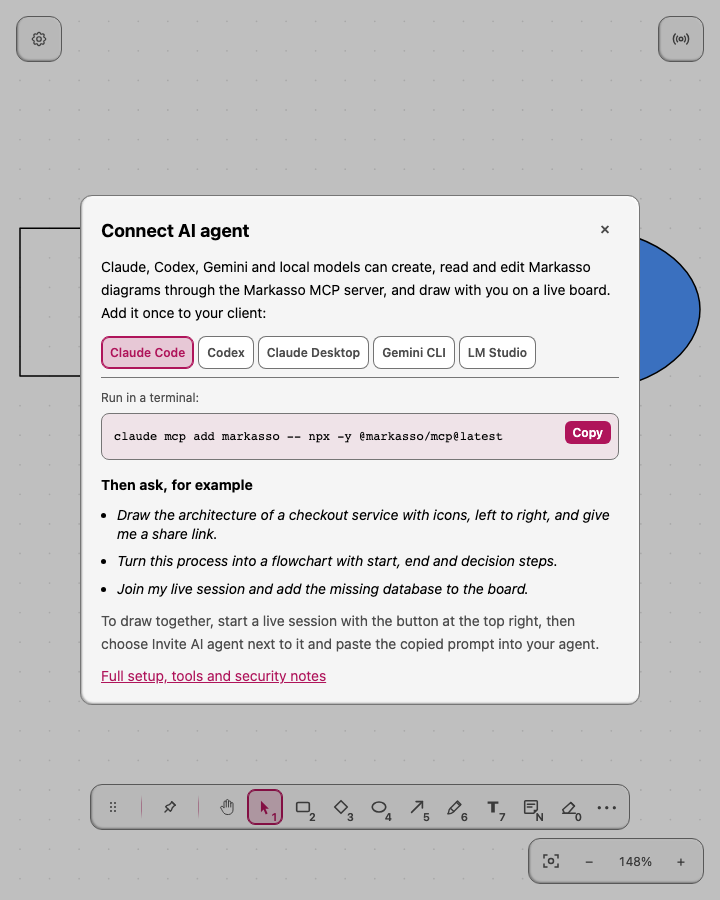 Connect AI agent
×
Claude, Codex, Gemini and local models can create, read and edit Markasso
diagrams through the Markasso MCP server, and draw with you on a live board.
Add it once to your client:
Claude Code Codex Claude Desktop Gemini CLI LM Studio
Run in a terminal:
claude mcp add markasso -- npx -y @markasso/mcp@latest
Copy
Then ask, for example
• Draw the architecture of a checkout service with icons, left to right, and give
me a share link.
• Turn this process into a flowchart with start, end and decision steps.
• Join my live session and add the missing database to the board.
To draw together, start a live session with the button at the top right, then
choose Invite AI agent next to it and paste the copied prompt into your agent.
Full setup, tools and security notes
1 2 3 4 5 6 T 7 N 0
− 148% +